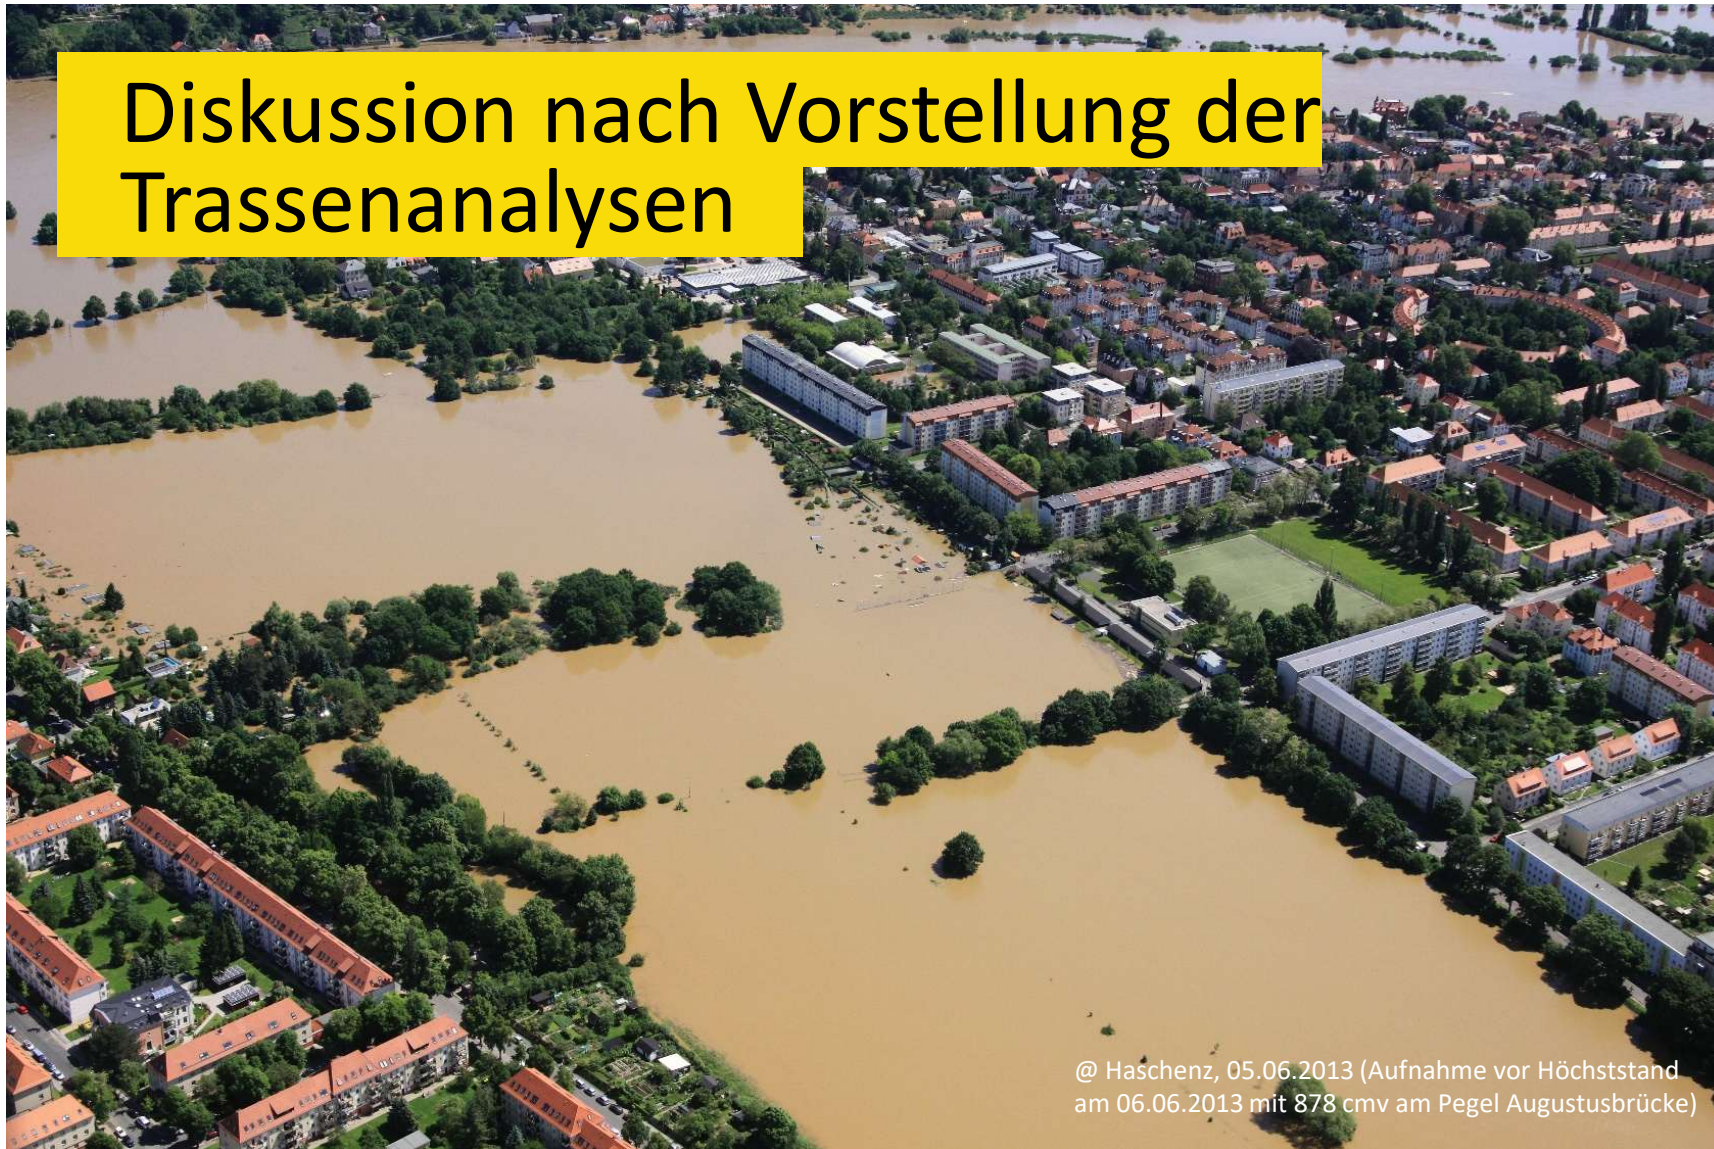 Diskussion nach Vorstellung der
Trassenanalysen
@ Haschenz, 05.06.2013 (Aufnahme vor Höchststand
am 06.06.2013 mit 878 cmv am Pegel Augustusbrücke)